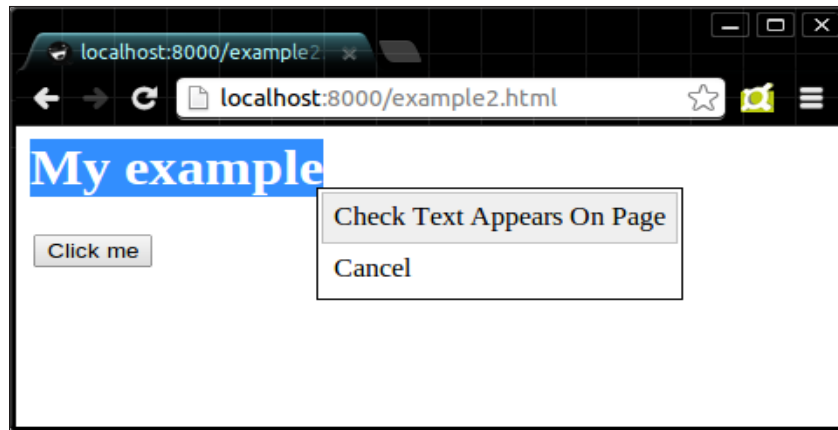 localhost:8000/example2.
localhost:8000/example2.html
My example
Check Text Appears On Page
Click me
Cancel